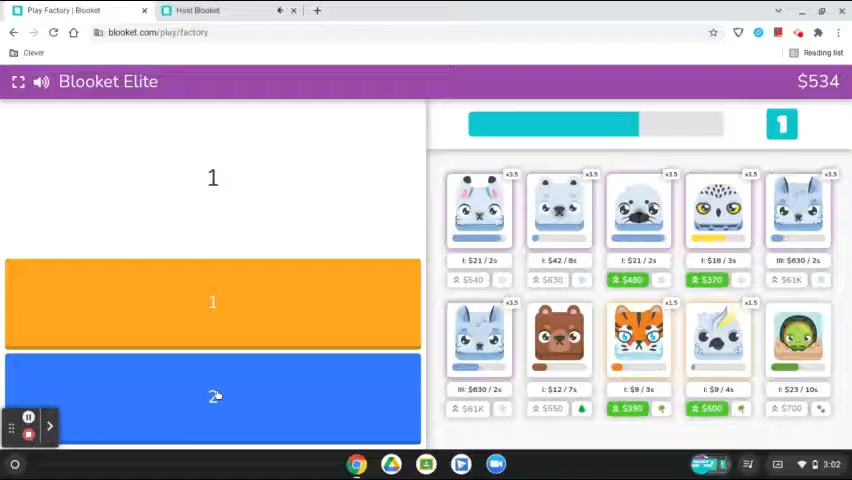 Play Factory | Blooket
Host Blooket
blooket.com/play/factory
Clever
Reading list
Blooket Elite
$534
1
1
1
2
x3.5
x3.5
x3.5
x3.5
x3.5
I: $21 / 2s
I: $42 / 8s
I: $21 / 2s
I: $18 / 3s
III: $630 / 2s
$540
$630
$480
$370
$61K
x3.5
x1.5
x1.5
III: $630 / 2s
I: $12 / 7s
I: $9 / 3s
I: $9 / 4s
I: $23 / 10s
$61K
$550
$390
$500
$700
3:02